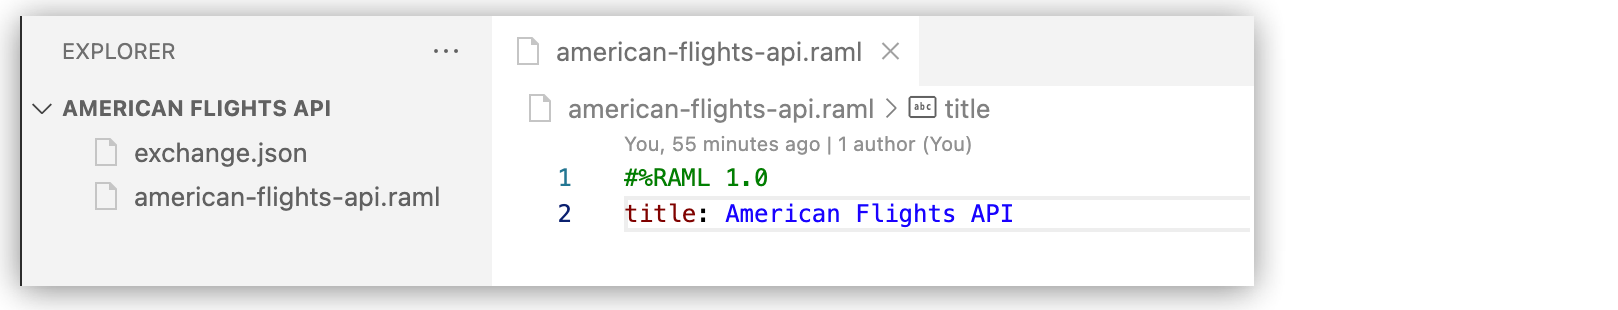 EXPLORER ···
AMERICAN FLIGHTS API
exchange.json
american-flights-api.raml
american-flights-api.raml
american-flights-api.raml > abc title
You, 55 minutes ago | 1 author (You)
1 #%RAML 1.0
2 title: American Flights API